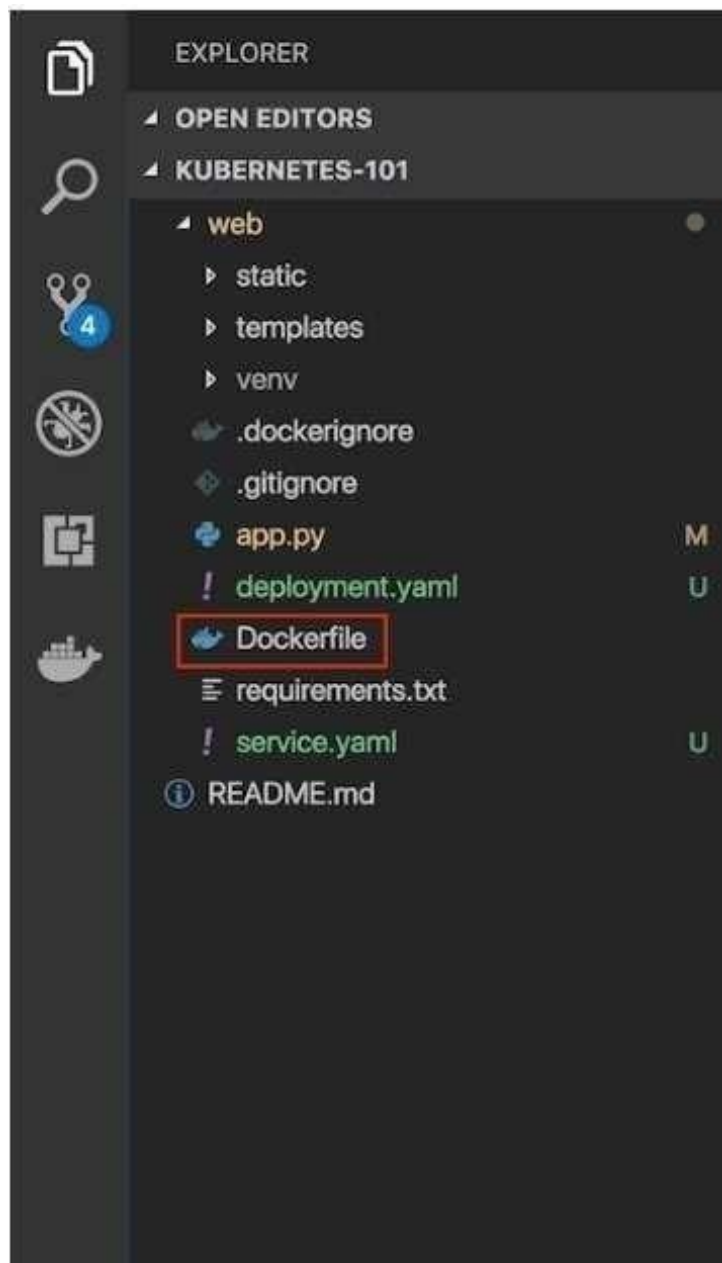 EXPLORER
OPEN EDITORS
KUBERNETES-101
web
static
4
templates
venv
.dockerignore
.gitignore
app.py M
deployment.yaml U
Dockerfile
requirements.txt
service.yaml U
README.md